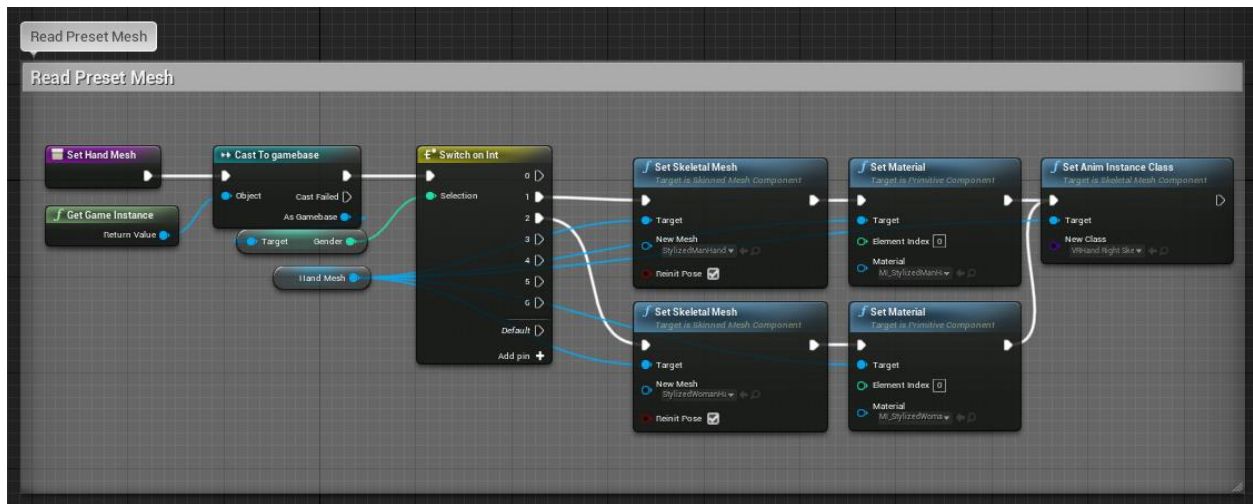 Read Preset Mesh
Read Preset Mesh
Set Hand Mesh
Get Game Instance
Return Value
Cast To gamebase
Object
Cast Failed
As Gamebase
Target Gender
Hand Mesh
Switch on Int
Selection
0
1
2
3
4
5
6
Default
Add pin
Set Skeletal Mesh
Target is Skinned Mesh Component
Target
New Mesh
StylizedManHand
Reinit Pose
Set Material
Target is Primitive Component
Target
Element Index 0
Material
MI_StylizedManH
Set Anim Instance Class
Target is Skeletal Mesh Component
Target
New Class
VRHand Right Ske
Set Skeletal Mesh
Target is Skinned Mesh Component
Target
New Mesh
StylizedWomanHa
Reinit Pose
Set Material
Target is Primitive Component
Target
Element Index 0
Material
MI_StylizedWoma